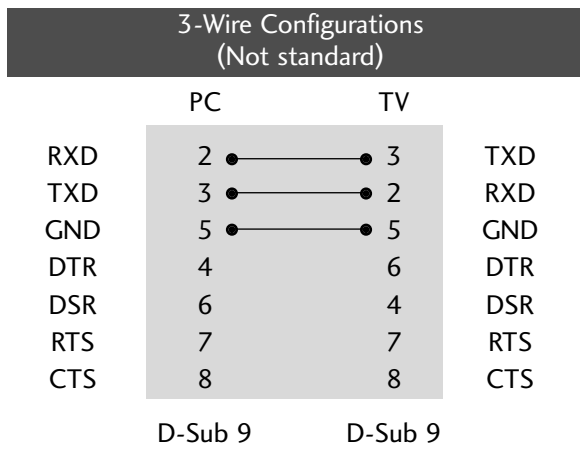 3-Wire Configurations
(Not standard)
PC TV
RXD 2 3 TXD
TXD 3 2 RXD
GND 5 5 GND
DTR 4 6 DTR
DSR 6 4 DSR
RTS 7 7 RTS
CTS 8 8 CTS
D-Sub 9 D-Sub 9